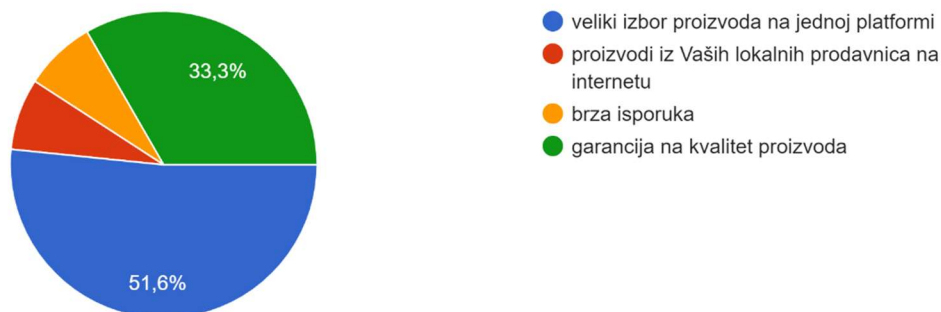 33,3%
51,6%
veliki izbor proizvoda na jednoj platformi
proizvodi iz Vaših lokalnih prodavnica na
internetu
brza isporuka
garancija na kvalitet proizvoda